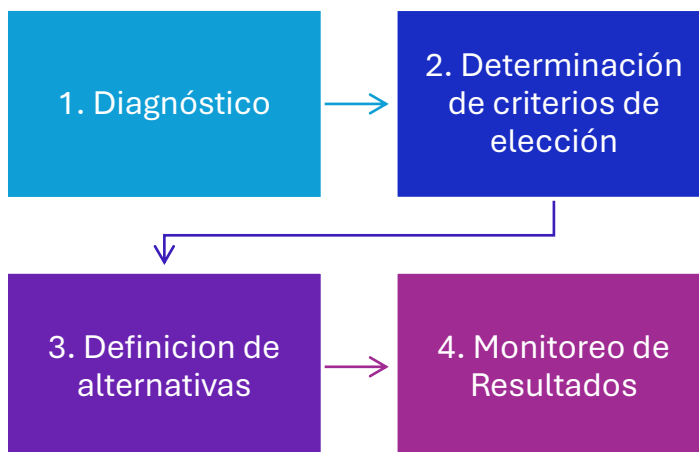 1. Diagnóstico
2. Determinación
de criterios de
elección
3. Definicion de
alternativas
4. Monitoreo de
Resultados